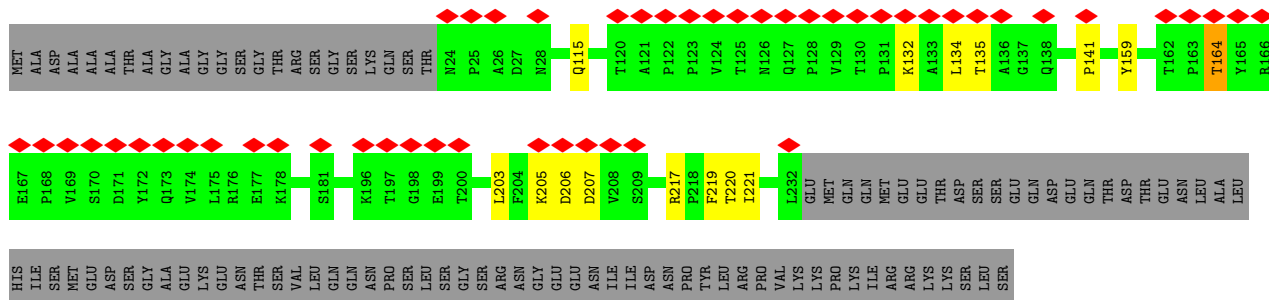 MET ALA ASP ALA ALA ALA THR ALA GLY ALA GLY GLY SER GLY THR ARG SER GLY SER LYS GLN SER THR N24 P25 A26 D27 N28 Q115 T120 A121 P122 P123 V124 T125 N126 Q127 P128 V129 T130 P131 K132 A133 L134 T135 A136 G137 Q138 P141 Y159 T162 P163 T164 Y165 R166
E167 P168 V169 S170 D171 Y172 Q173 V174 L175 R176 E177 K178 S181 K196 T197 G198 E199 T200 L203 F204 K205 D206 D207 V208 S209 R217 P218 F219 T220 I221 L232 GLU MET GLN GLN MET GLU GLU THR ASP SER SER GLU GLN GLU GLN THR ASP THR GLU ASN LEU ALA ALA LEU
HIS ILE SER MET GLU ASP SER GLY ALA GLU LYS GLU ASN THR SER VAL LEU GLN GLN ASN PRO SER LEU SER GLY SER ARG ASN GLY GLU GLU ASN ILE ILE ASP ASN PRO TYR LEU ARG PRO VAL LYS LYS PRO LYS ILE ARG ARG LYS LYS SER LEU SER